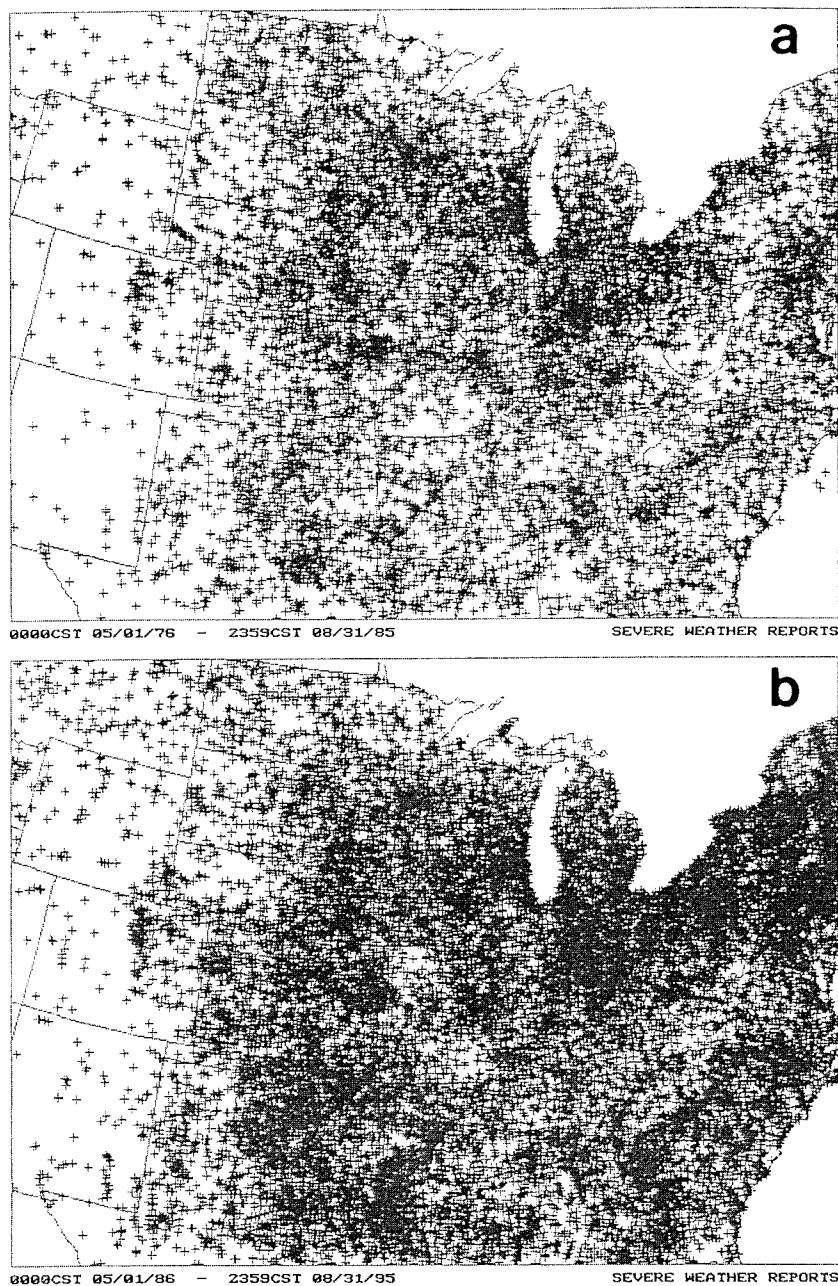 a
0000CST 05/01/76 - 2359CST 08/31/85 SEVERE WEATHER REPORTS
b
0000CST 05/01/86 - 2359CST 08/31/95 SEVERE WEATHER REPORTS